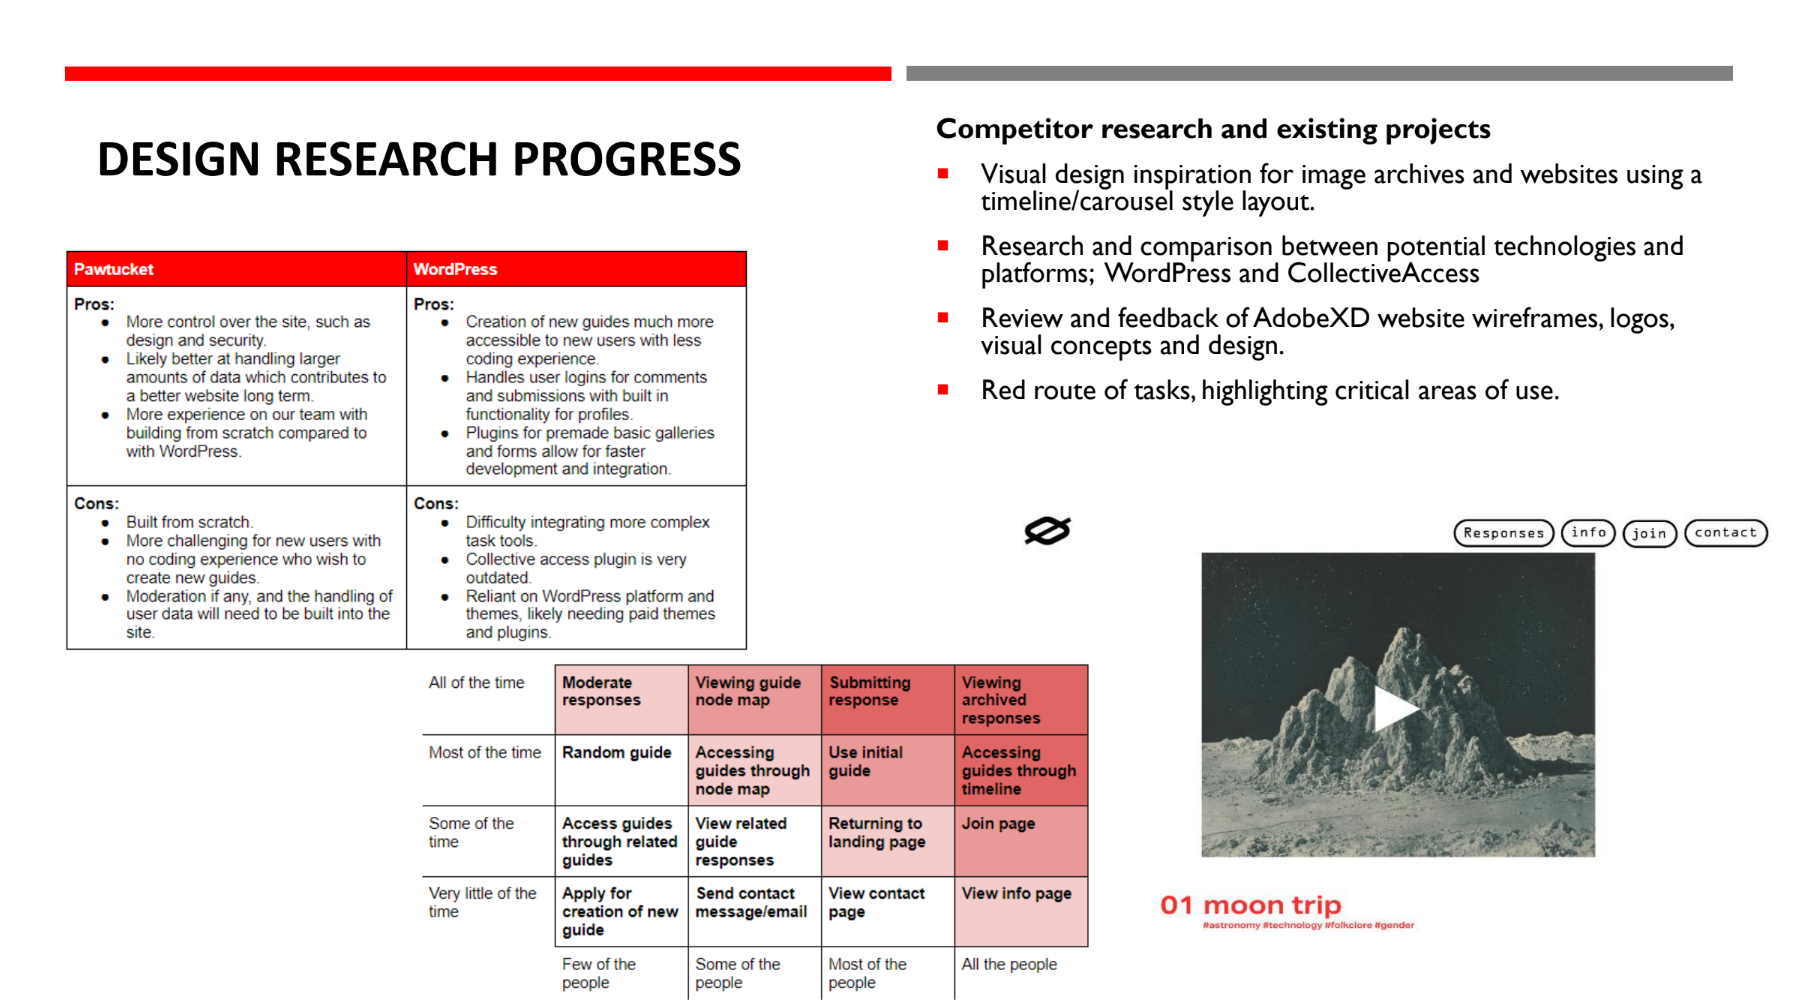 DESIGN RESEARCH PROGRESS
Competitor research and existing projects
Visual design inspiration for image archives and websites using a
timeline/carousel style layout.
Research and comparison between potential technologies and
platforms; WordPress and CollectiveAccess
Review and feedback of AdobeXD website wireframes, logos,
visual concepts and design.
Red route of tasks, highlighting critical areas of use.
Pawtucket
WordPress
Pros:
More control over the site, such as
design and security.
Likely better at handling larger
amounts of data which contributes to
a better website long term.
More experience on our team with
building from scratch compared to
with WordPress.
Pros:
Creation of new guides much more
accessible to new users with less
coding experience.
Handles user logins for comments
and submissions with built in
functionality for profiles.
Plugins for premade basic galleries
and forms allow for faster
development and integration.
Cons:
Built from scratch.
More challenging for new users with
no coding experience who wish to
create new guides.
Moderation if any, and the handling of
user data will need to be built into the
site.
Cons:
Difficulty integrating more complex
task tools.
Collective access plugin is very
outdated.
Reliant on WordPress platform and
themes, likely needing paid themes
and plugins.
All of the time
Moderate
responses
Viewing guide
node map
Submitting
response
Viewing
archived
responses
Most of the time
Random guide
Accessing
guides through
node map
Use initial
guide
Accessing
guides through
timeline
Some of the
time
Access guides
through related
guides
View related
guide
responses
Returning to
landing page
Join page
Very little of the
time
Apply for
creation of new
guide
Send contact
message/email
View contact
page
View info page
Few of the
people
Some of the
people
Most of the
people
All the people
Responses
info
join
contact
01 moon trip
#astronomy #technology #folkclore #gender